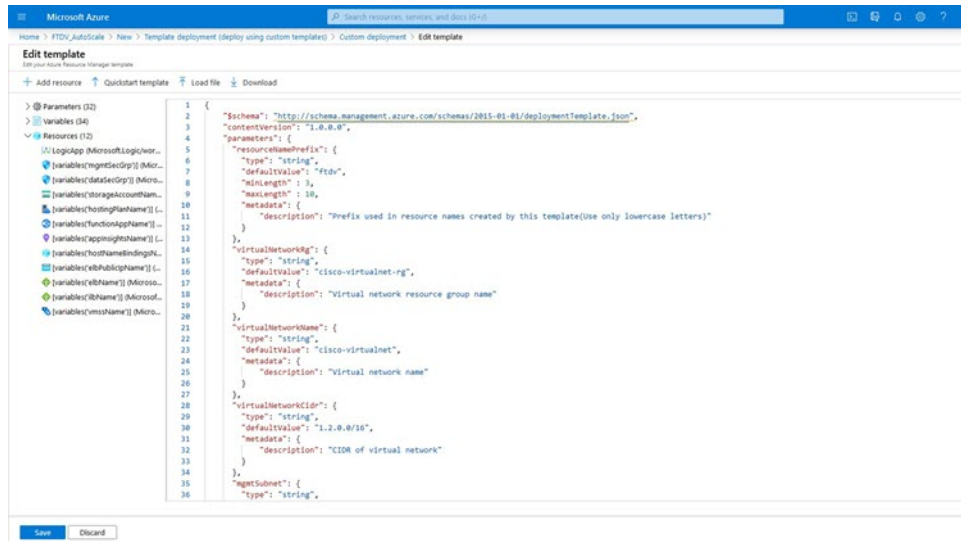 Microsoft Azure
Search resources, services, and docs (G+/)
Home > FTDV_AutoScale > New > Template deployment (deploy using custom templates) > Custom deployment > Edit template
Edit template
Edit your Azure Resource Manager template
Add resource Quickstart template Load file Download
Parameters (32)
Variables (34)
Resources (12)
LogicApp (Microsoft.Logic/wor...
[variables('mgmtSecGrp')] (Micr...
[variables('dataSecGrp')] (Micro...
[variables('storageAccountNam...
[variables('hostingPlanName')] (...
[variables('functionAppName')] ...
[variables('appInsightsName')] (...
[variables('hostNameBindingsN...
[variables('elbPublicIpName')] (...
[variables('elbName')] (Microso...
[variables('ilbName')] (Microsof...
[variables('vmssName')] (Micro...
1 {
2 "$schema": "http://schema.management.azure.com/schemas/2015-01-01/deploymentTemplate.json",
3 "contentVersion": "1.0.0.0",
4 "parameters": {
5 "resourceNamePrefix": {
6 "type": "string",
7 "defaultValue": "ftdv",
8 "minLength" : 3,
9 "maxLength" : 10,
10 "metadata": {
11 "description": "Prefix used in resource names created by this template(Use only lowercase letters)"
12 }
13 },
14 "virtualNetworkRg": {
15 "type": "string",
16 "defaultValue": "cisco-virtualnet-rg",
17 "metadata": {
18 "description": "Virtual network resource group name"
19 }
20 },
21 "virtualNetworkName": {
22 "type": "string",
23 "defaultValue": "cisco-virtualnet",
24 "metadata": {
25 "description": "Virtual network name"
26 }
27 },
28 "virtualNetworkCidr": {
29 "type": "string",
30 "defaultValue": "1.2.0.0/16",
31 "metadata": {
32 "description": "CIDR of virtual network"
33 }
34 },
35 "mgmtSubnet": {
36 "type": "string",
Save Discard